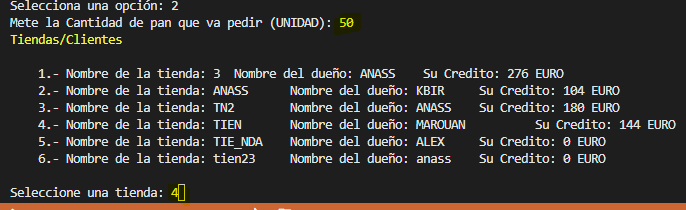 Selecciona una opción: 2
Mete la Cantidad de pan que va pedir (UNIDAD): 50
Tiendas/Clientes
1.- Nombre de la tienda: 3 Nombre del dueño: ANASS Su Credito: 276 EURO
2.- Nombre de la tienda: ANASS Nombre del dueño: KBIR Su Credito: 104 EURO
3.- Nombre de la tienda: TN2 Nombre del dueño: ANASS Su Credito: 180 EURO
4.- Nombre de la tienda: TIEN Nombre del dueño: MAROUAN Su Credito: 144 EURO
5.- Nombre de la tienda: TIE_NDA Nombre del dueño: ALEX Su Credito: 0 EURO
6.- Nombre de la tienda: tien23 Nombre del dueño: anass Su Credito: 0 EURO
Seleccione una tienda: 4